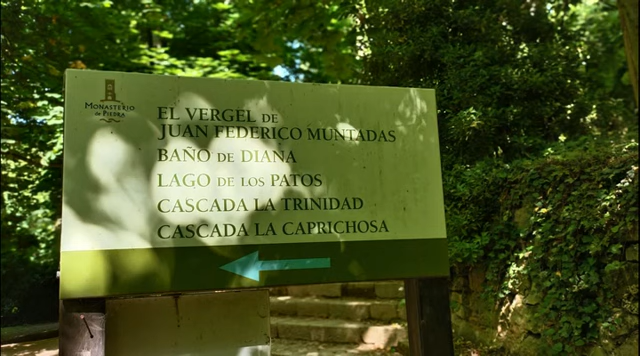 MONASTERIO
de PIEDRA
EL VERGEL DE
JUAN FEDERICO MUNTADAS
BAÑO DE DIANA
LAGO DE LOS PATOS
CASCADA LA TRINIDAD
CASCADA LA CAPRICHOSA